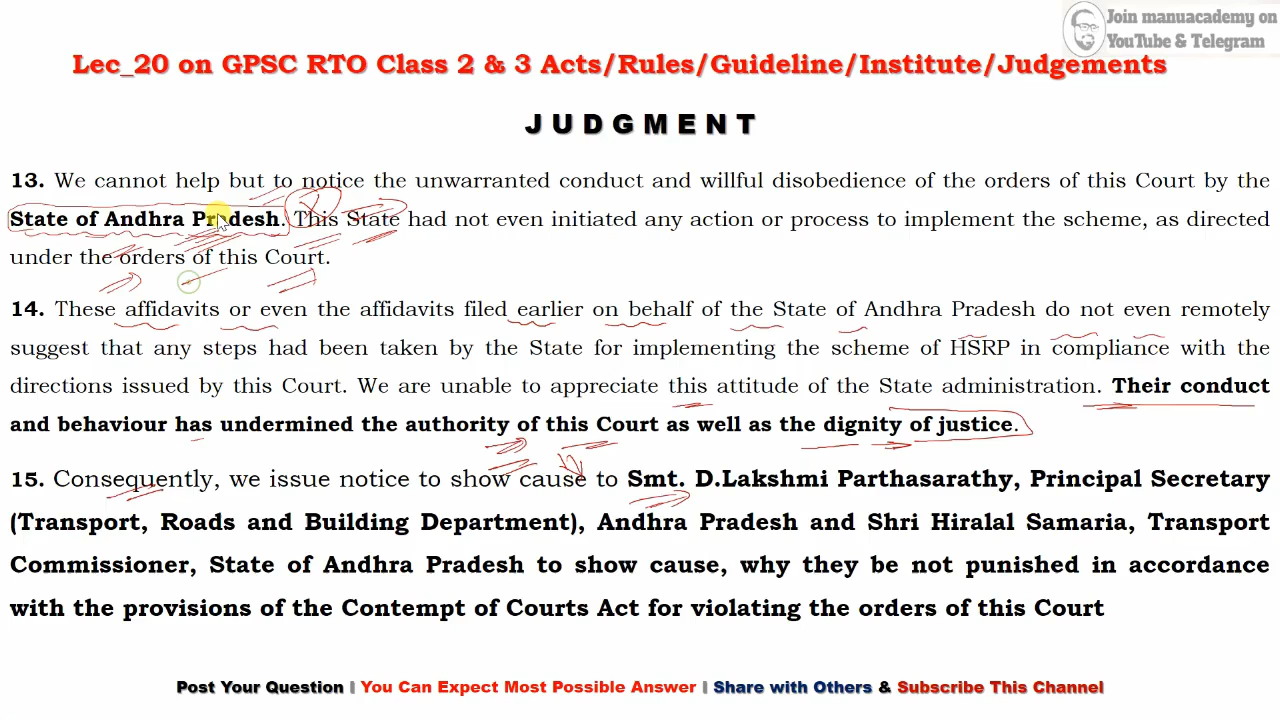 Join manuacademy on
YouTube & Telegram
Lec_20 on GPSC RTO Class 2 & 3 Acts/Rules/Guideline/Institute/Judgements
JUDGMENT
13. We cannot help but to notice the unwarranted conduct and willful disobedience of the orders of this Court by the
State of Andhra Pradesh. This State had not even initiated any action or process to implement the scheme, as directed
under the orders of this Court.
14. These affidavits or even the affidavits filed earlier on behalf of the State of Andhra Pradesh do not even remotely
suggest that any steps had been taken by the State for implementing the scheme of HSRP in compliance with the
directions issued by this Court. We are unable to appreciate this attitude of the State administration. Their conduct
and behaviour has undermined the authority of this Court as well as the dignity of justice.
15. Consequently, we issue notice to show cause to Smt. D.Lakshmi Parthasarathy, Principal Secretary
(Transport, Roads and Building Department), Andhra Pradesh and Shri Hiralal Samaria, Transport
Commissioner, State of Andhra Pradesh to show cause, why they be not punished in accordance
with the provisions of the Contempt of Courts Act for violating the orders of this Court
Post Your Question | You Can Expect Most Possible Answer | Share with Others & Subscribe This Channel